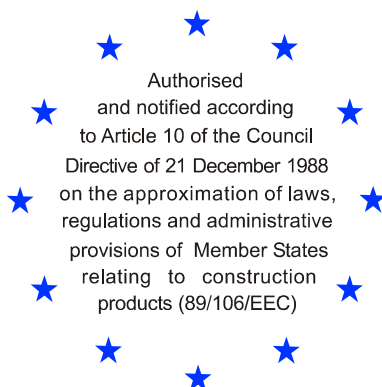 Authorised
and notified according
to Article 10 of the Council
Directive of 21 December 1988
on the approximation of laws,
regulations and administrative
provisions of Member States
relating to construction
products (89/106/EEC)